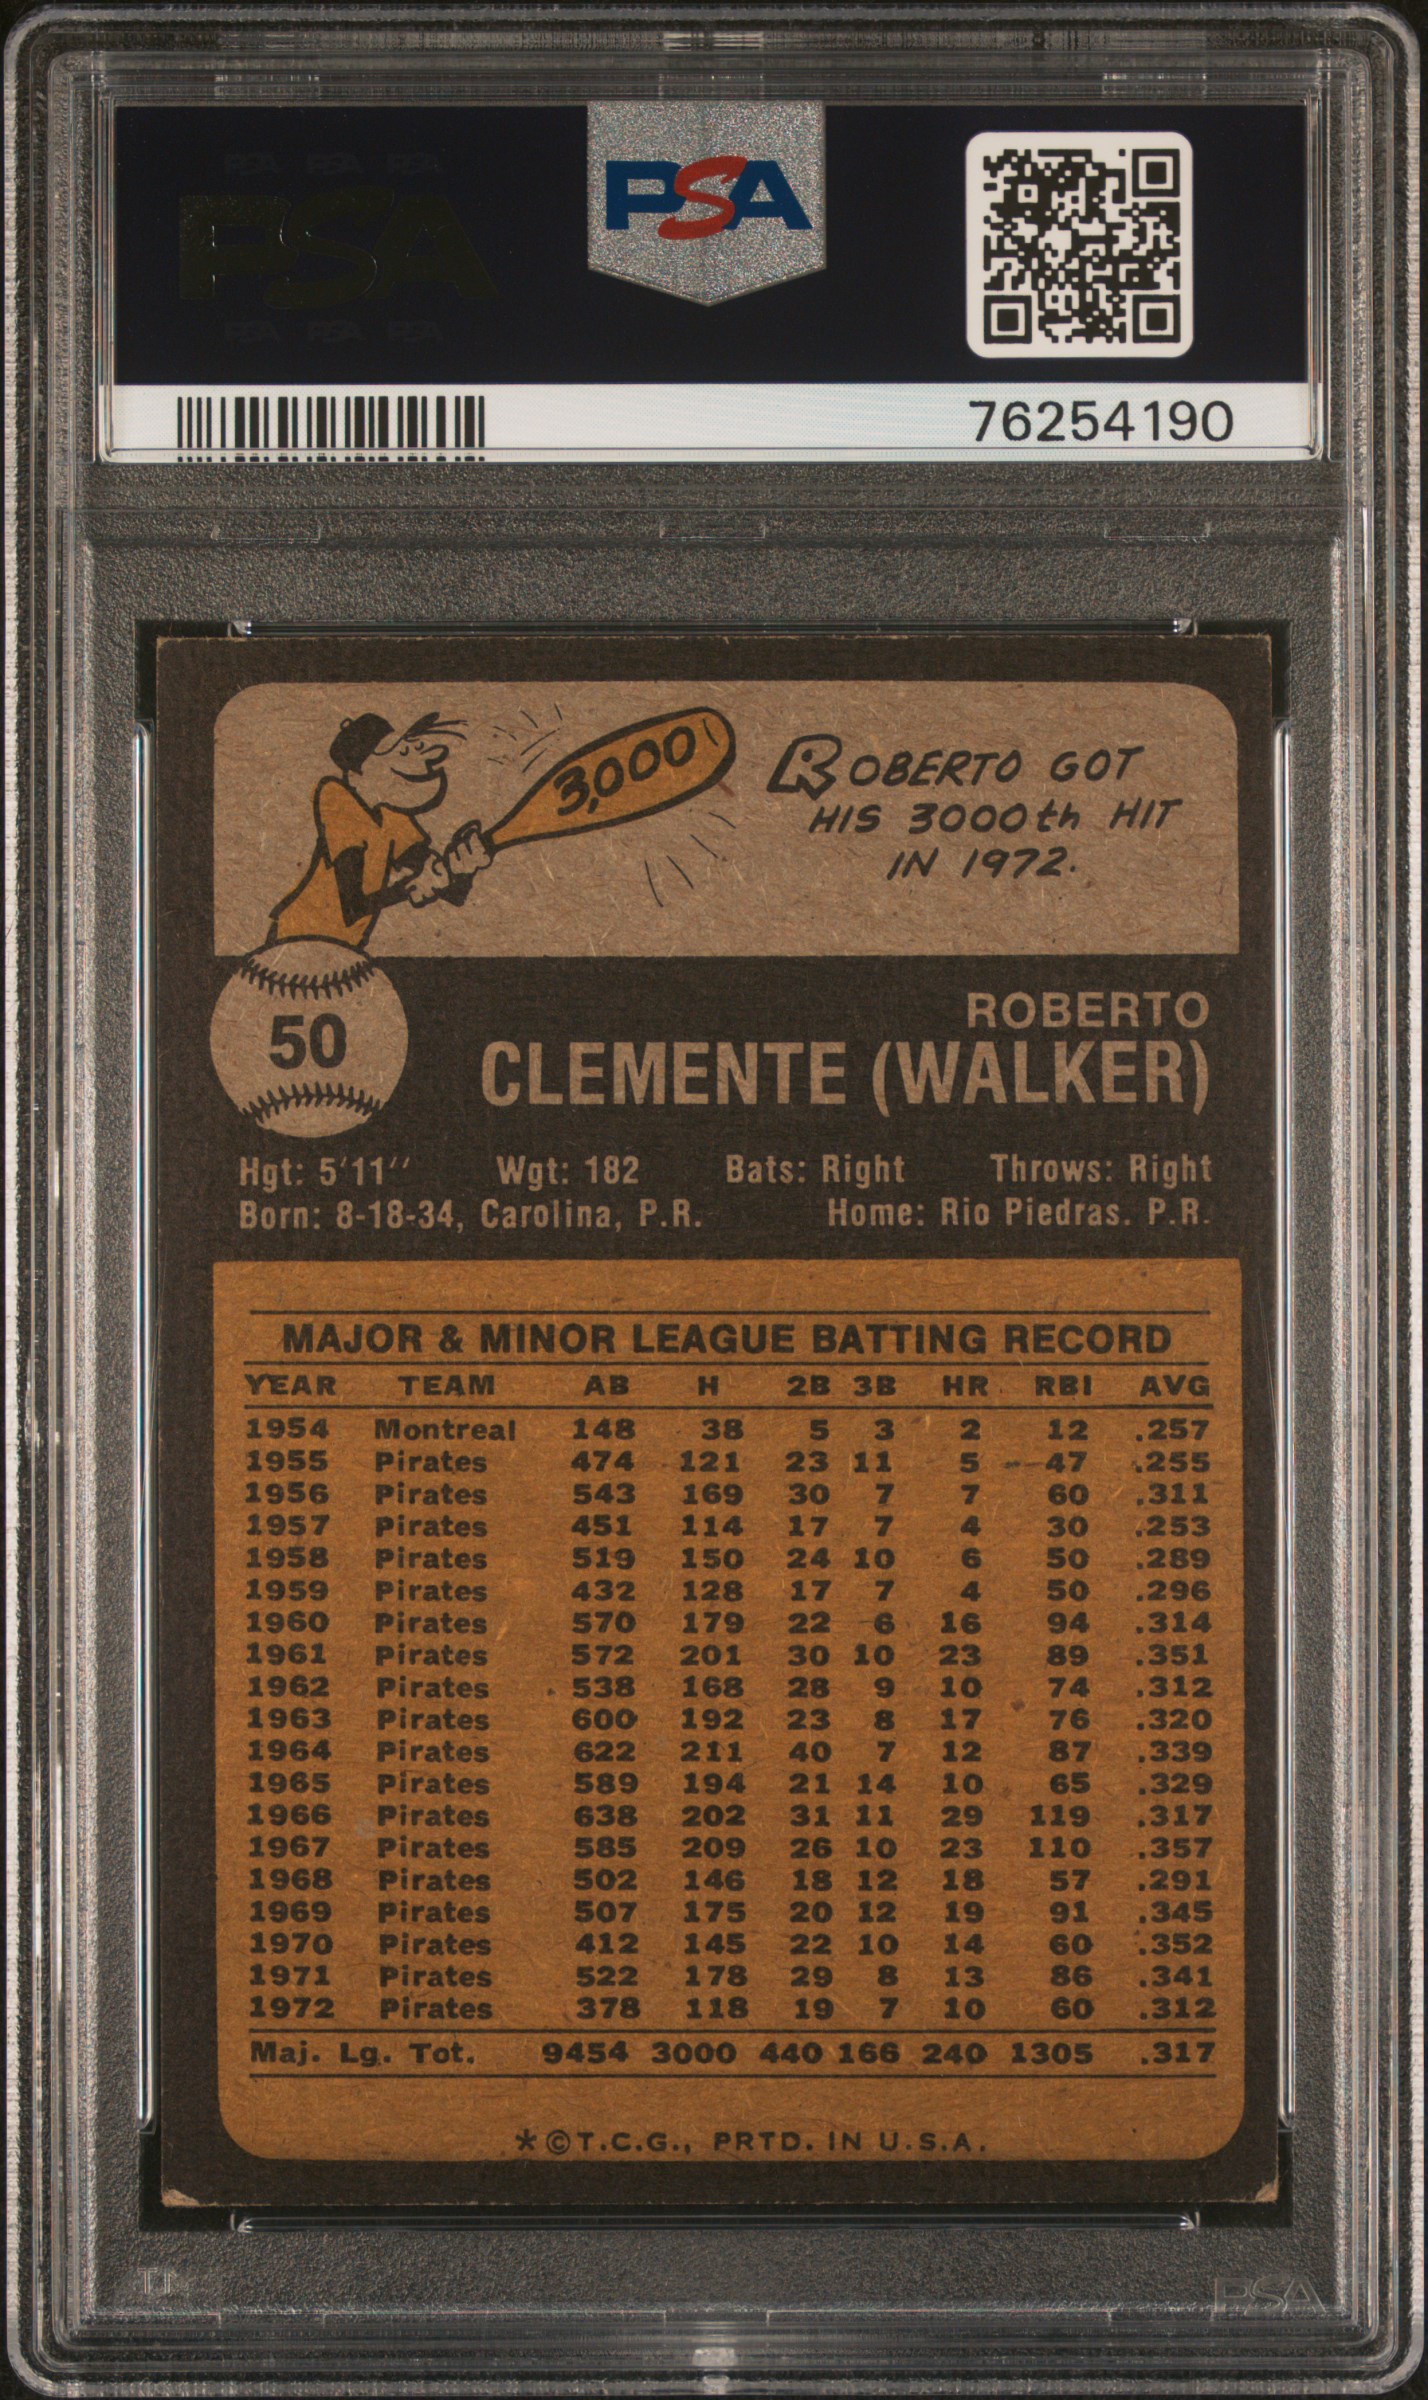 PSA PSA PSA
PSA
PSA PSA PSA
PSA
76254190
3,000
ROBERTO GOT
HIS 3000th HIT
IN 1972.
50
ROBERTO
CLEMENTE (WALKER)
Hgt: 5'11'' Wgt: 182 Bats: Right Throws: Right
Born: 8-18-34, Carolina, P.R. Home: Rio Piedras. P.R.
MAJOR & MINOR LEAGUE BATTING RECORD
YEAR TEAM AB H 2B 3B HR RBI AVG
1954 Montreal 148 38 5 3 2 12 .257
1955 Pirates 474 121 23 11 5 47 .255
1956 Pirates 543 169 30 7 7 60 .311
1957 Pirates 451 114 17 7 4 30 .253
1958 Pirates 519 150 24 10 6 50 .289
1959 Pirates 432 128 17 7 4 50 .296
1960 Pirates 570 179 22 6 16 94 .314
1961 Pirates 572 201 30 10 23 89 .351
1962 Pirates 538 168 28 9 10 74 .312
1963 Pirates 600 192 23 8 17 76 .320
1964 Pirates 622 211 40 7 12 87 .339
1965 Pirates 589 194 21 14 10 65 .329
1966 Pirates 638 202 31 11 29 119 .317
1967 Pirates 585 209 26 10 23 110 .357
1968 Pirates 502 146 18 12 18 57 .291
1969 Pirates 507 175 20 12 19 91 .345
1970 Pirates 412 145 22 10 14 60 .352
1971 Pirates 522 178 29 8 13 86 .341
1972 Pirates 378 118 19 7 10 60 .312
Maj. Lg. Tot. 9454 3000 440 166 240 1305 .317
*©T.C.G., PRTD. IN U.S.A.
PSA